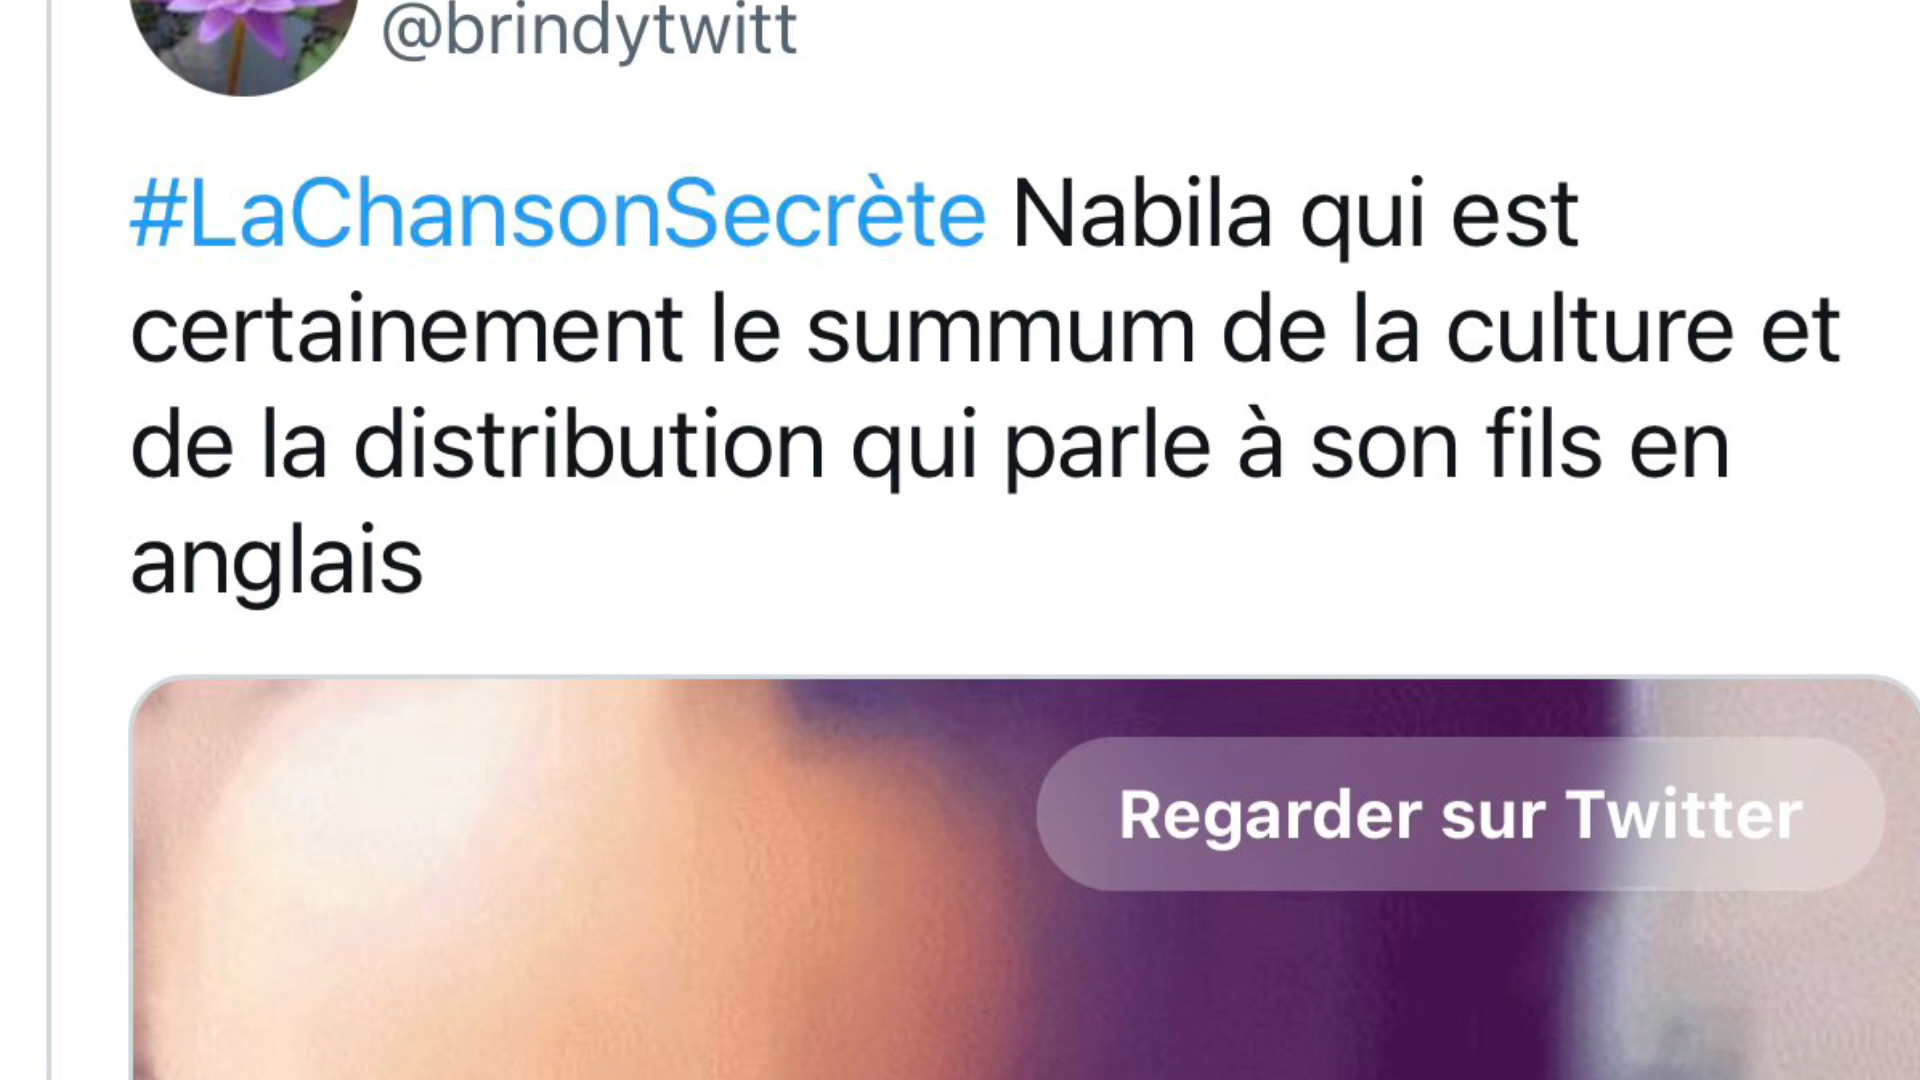 @brindytwitt
#LaChansonSecrète Nabila qui est
certainement le summum de la culture et
de la distribution qui parle à son fils en
anglais
Regarder sur Twitter